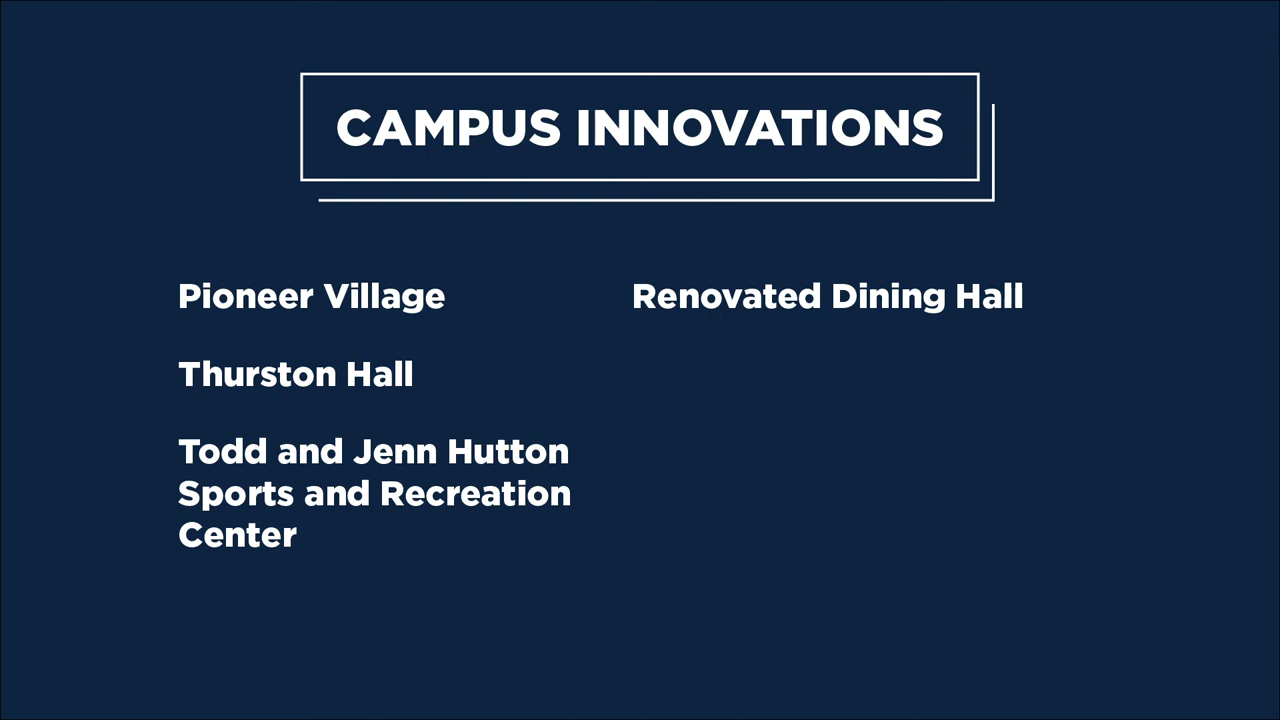 CAMPUS INNOVATIONS
Pioneer Village
Thurston Hall
Todd and Jenn Hutton
Sports and Recreation
Center
Renovated Dining Hall